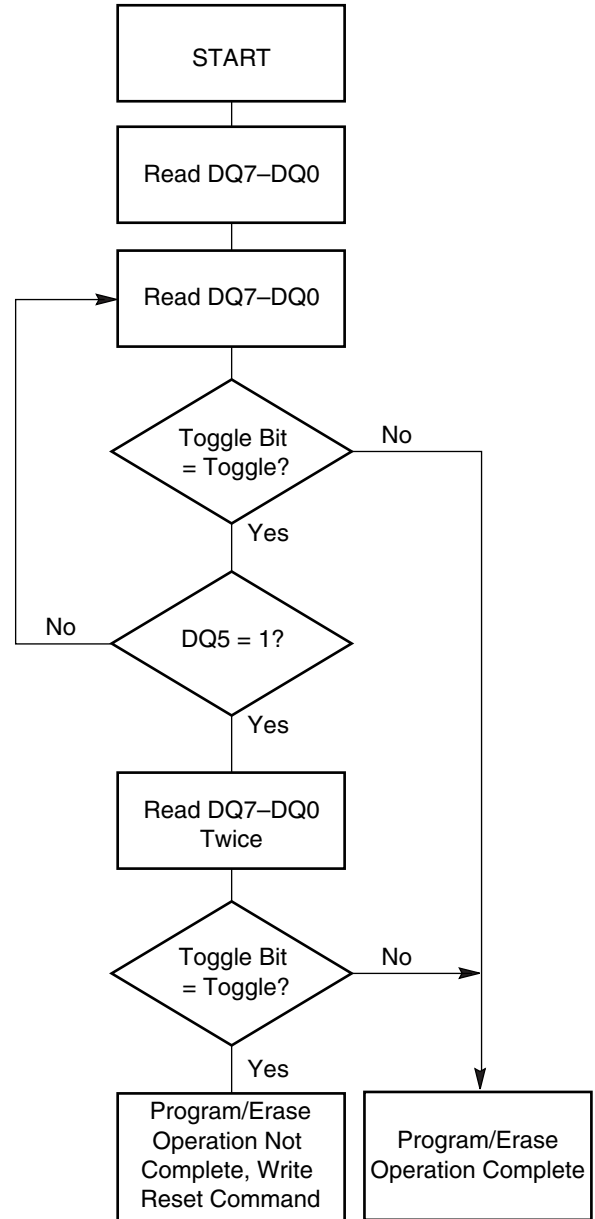 START
Read DQ7–DQ0
Read DQ7–DQ0
Toggle Bit
= Toggle?
No
Yes
No
DQ5 = 1?
Yes
Read DQ7–DQ0
Twice
Toggle Bit
= Toggle?
No
Yes
Program/Erase
Operation Not
Complete, Write
Reset Command
Program/Erase
Operation Complete